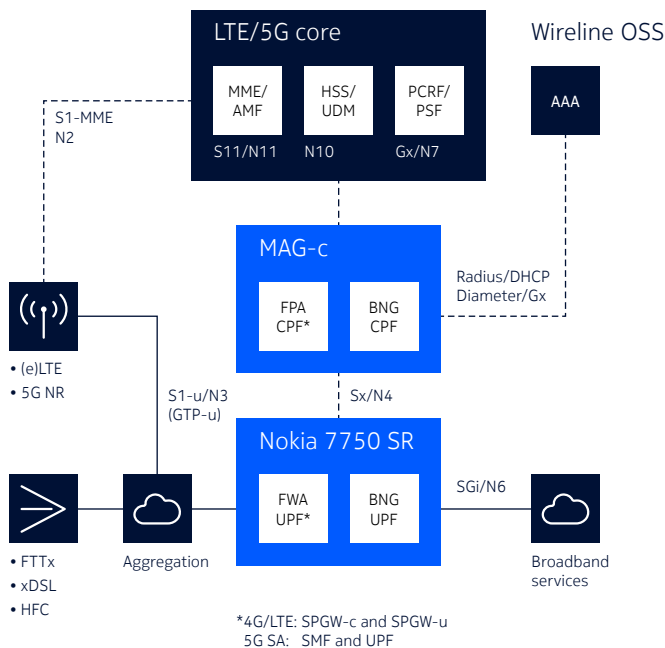 LTE/5G core
Wireline OSS
MME/
AMF
HSS/
UDM
PCRF/
PSF
AAA
S11/N11
N10
Gx/N7
S1-MME
N2
MAG-c
FPA
CPF*
BNG
CPF
Radius/DHCP
Diameter/Gx
• (e)LTE
• 5G NR
S1-u/N3
(GTP-u)
Sx/N4
Nokia 7750 SR
FWA
UPF*
BNG
UPF
SGi/N6
• FTTx
• xDSL
• HFC
Aggregation
Broadband
services
*4G/LTE: SPGW-c and SPGW-u
5G SA: SMF and UPF